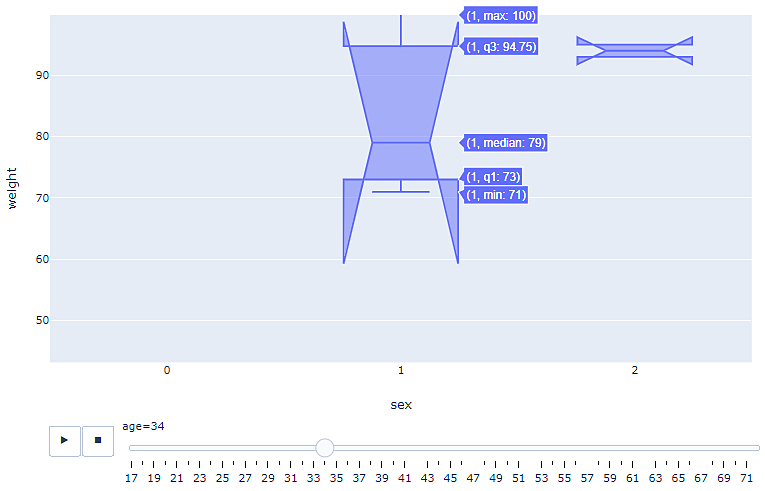 (1, max: 100)
(1, q3: 94.75)
90
80
(1, median: 79)
(1, q1: 73)
(1, min: 71)
70
60
50
weight
0 1 2
sex
age=34
17 19 21 23 25 27 29 31 33 35 37 39 41 43 45 47 49 51 53 55 57 59 61 63 65 67 69 71